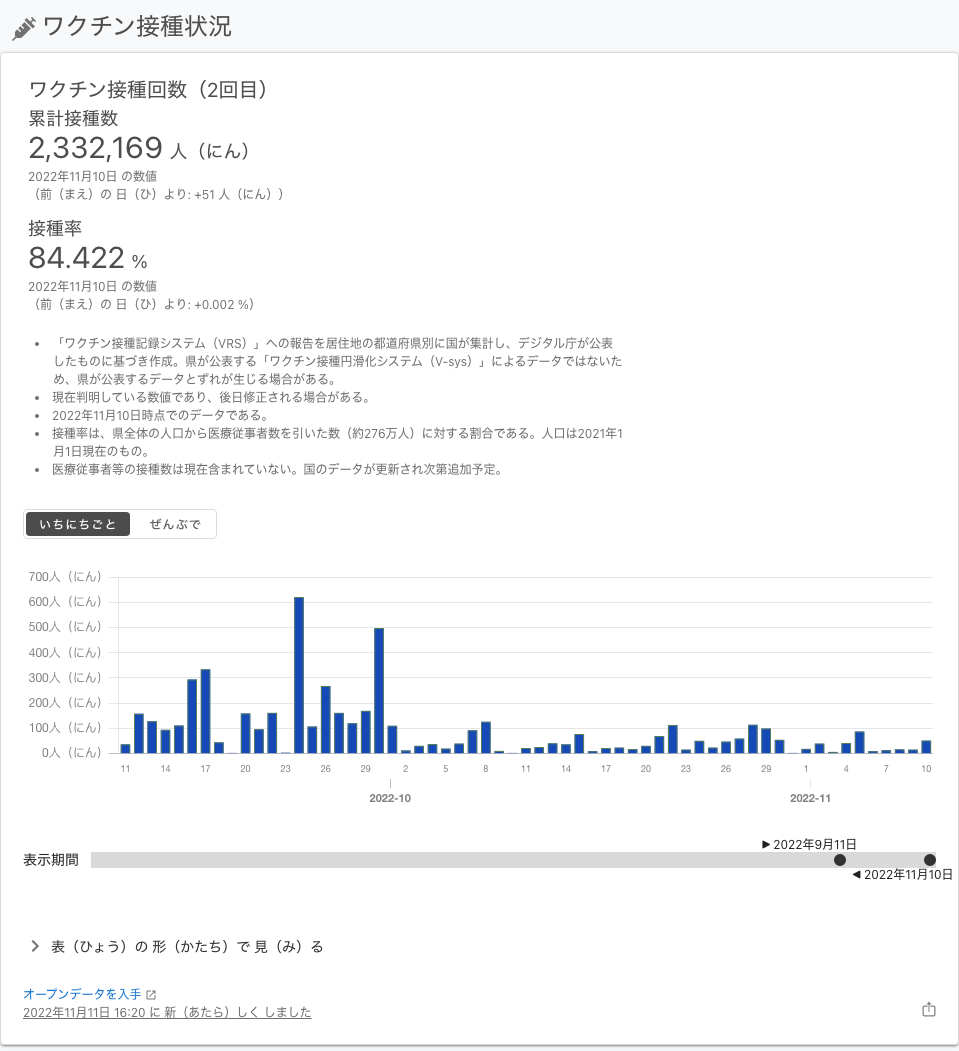 ワクチン接種状況
ワクチン接種回数（2回目）
累計接種数
2,332,169 人（にん）
2022年11月10日 の数値
（前（まえ）の 日（ひ）より: +51 人（にん））
接種率
84.422 %
2022年11月10日 の数値
（前（まえ）の 日（ひ）より: +0.002 %）
• 「ワクチン接種記録システム（VRS）」への報告を居住地の都道府県別に国が集計し、デジタル庁が公表
したものに基づき作成。県が公表する「ワクチン接種円滑化システム（V-sys）」によるデータではないた
め、県が公表するデータとずれが生じる場合がある。
• 現在判明している数値であり、後日修正される場合がある。
• 2022年11月10日時点でのデータである。
• 接種率は、県全体の人口から医療従事者数を引いた数（約276万人）に対する割合である。人口は2021年1
月1日現在のもの。
• 医療従事者等の接種数は現在含まれていない。国のデータが更新され次第追加予定。
いちにちごと ぜんぶで
700人（にん）
600人（にん）
500人（にん）
400人（にん）
300人（にん）
200人（にん）
100人（にん）
0人（にん）
11 14 17 20 23 26 29 2 5 8 11 14 17 20 23 26 29 1 4 7 10
2022-10 2022-11
▶ 2022年9月11日
表示期間
◀ 2022年11月10日
表（ひょう）の 形（かたち）で 見（み）る
オープンデータを入手
2022年11月11日 16:20 に 新（あたら）しく しました